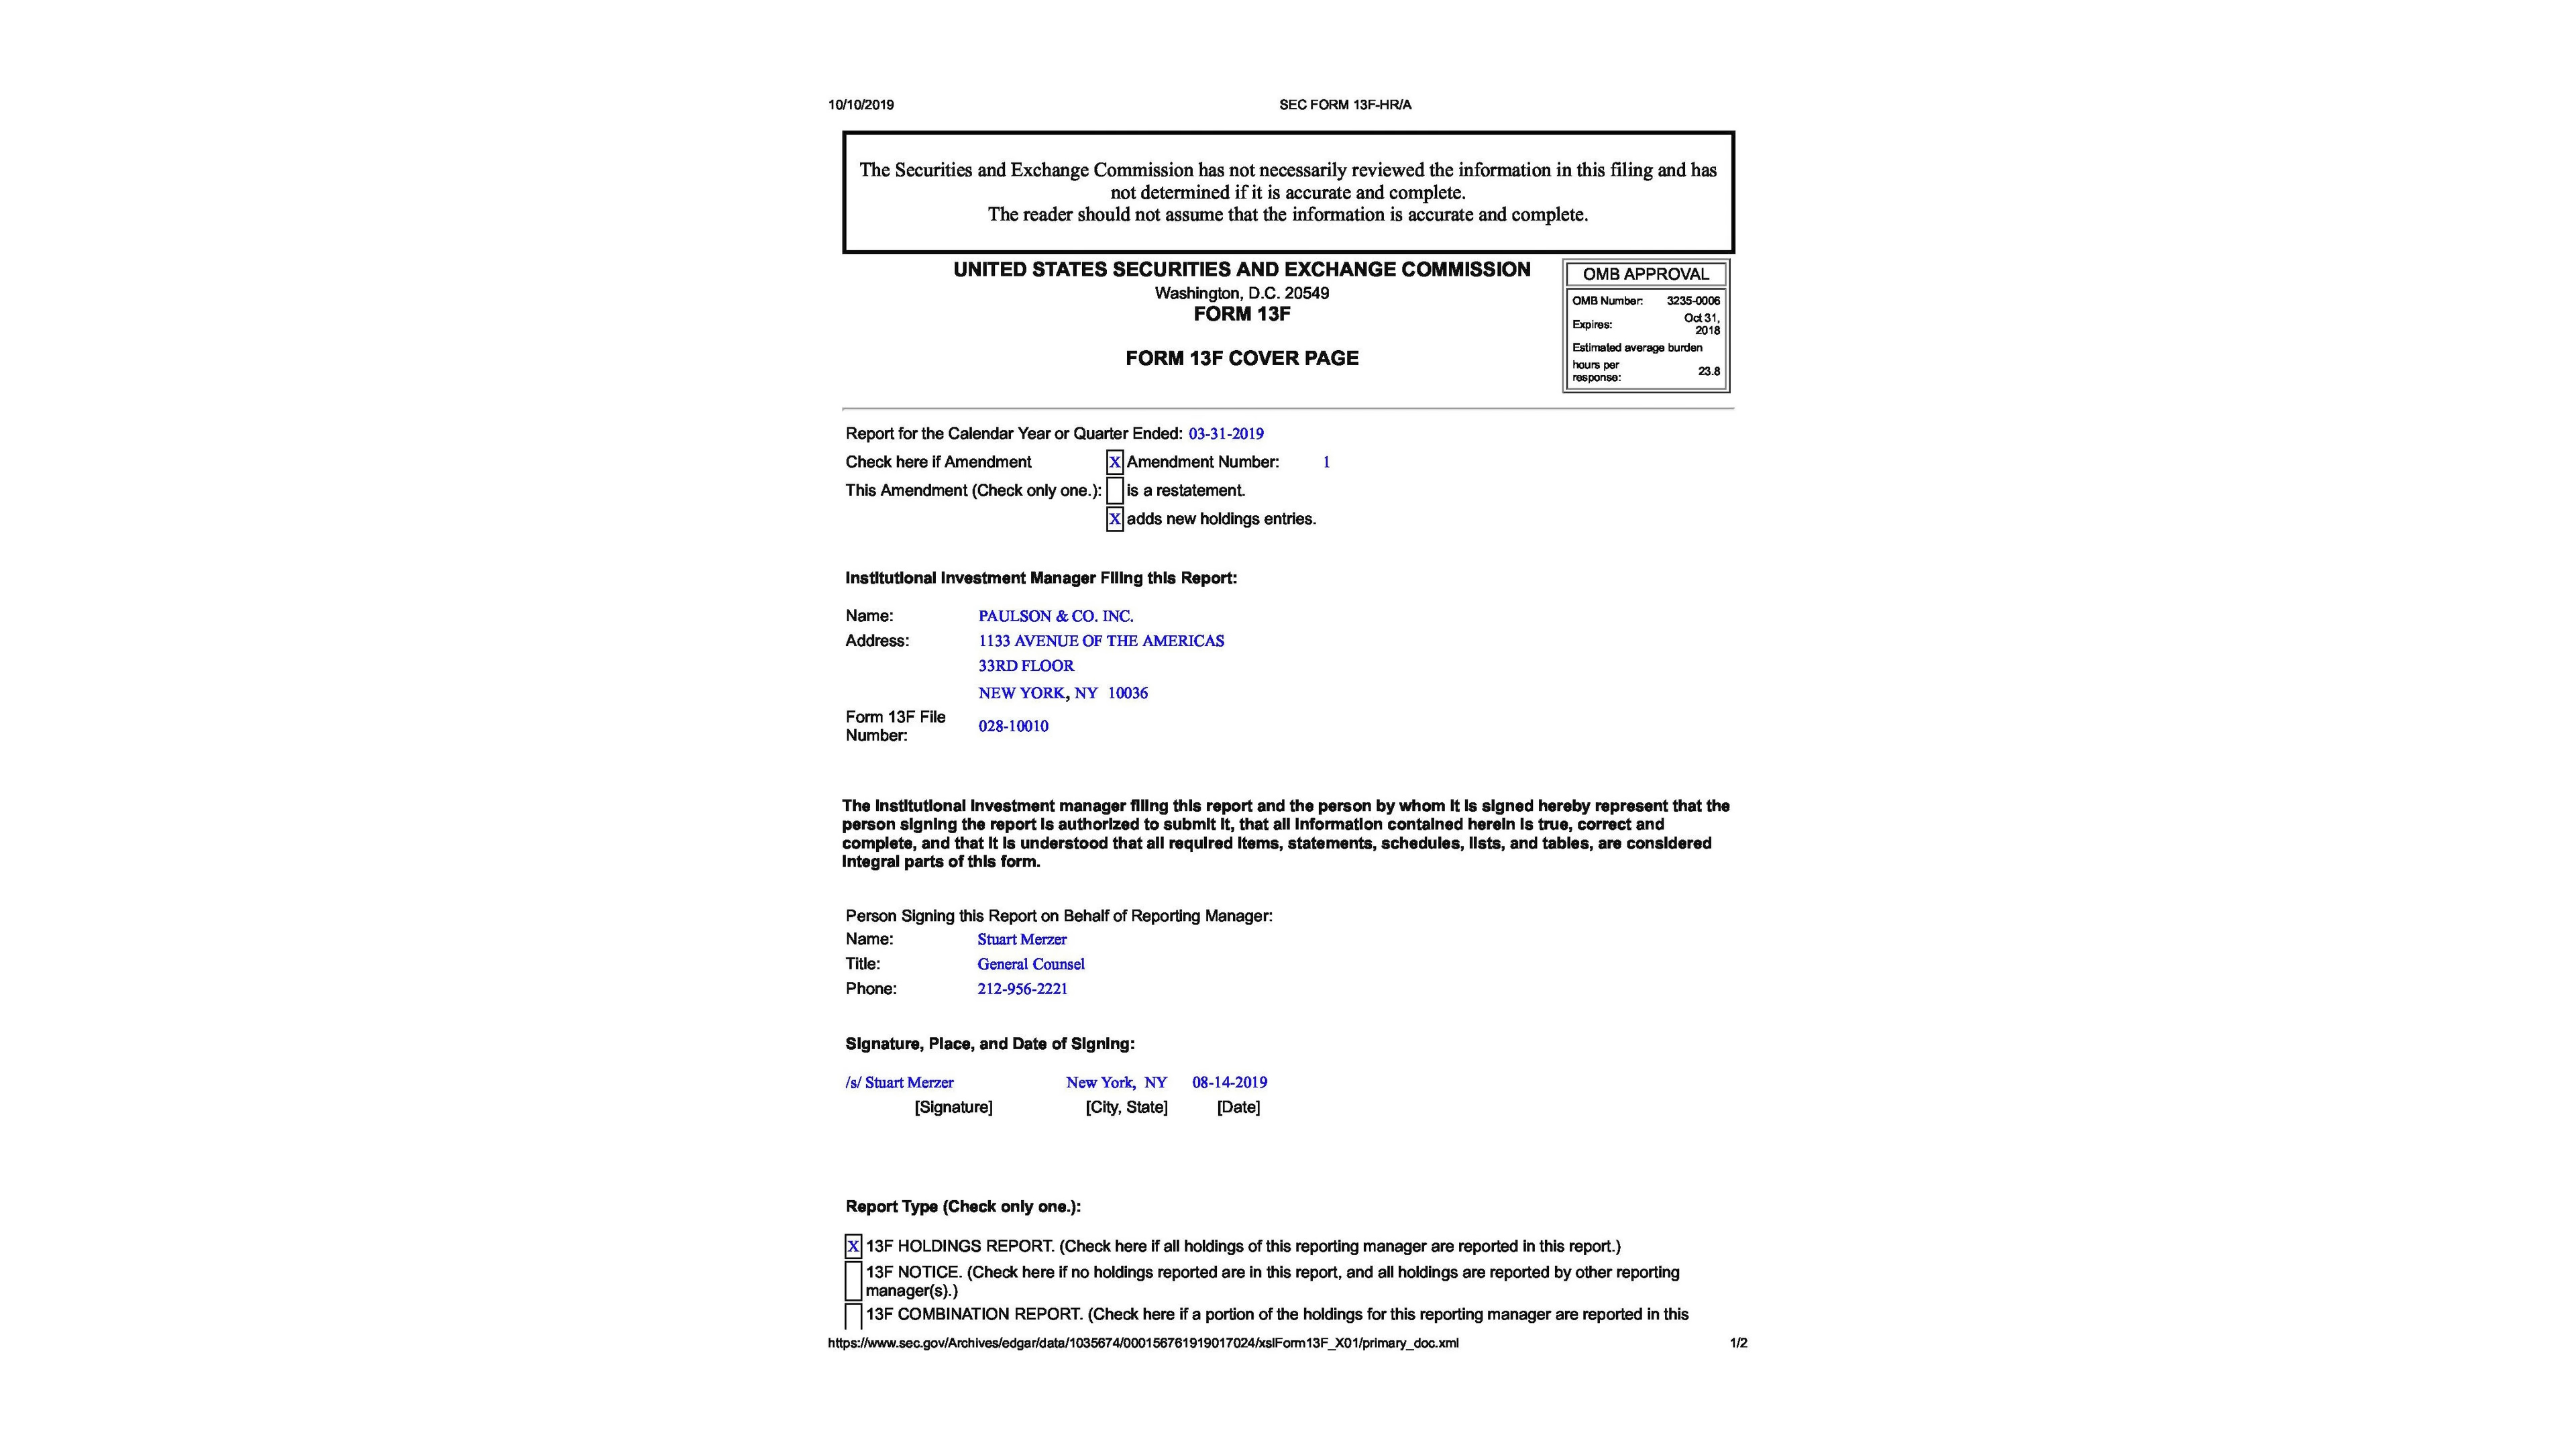 10/10/2019 SEC FORM 13F-HR/A
The Securities and Exchange Commission has not necessarily reviewed the information in this filing and has
not determined if it is accurate and complete.
The reader should not assume that the information is accurate and complete.
UNITED STATES SECURITIES AND EXCHANGE COMMISSION
Washington, D.C. 20549
FORM 13F
FORM 13F COVER PAGE
OMB APPROVAL
OMB Number: 3235-0006
Expires: Oct 31,
2018
Estimated average burden
hours per
response: 23.8
Report for the Calendar Year or Quarter Ended: 03-31-2019
Check here if Amendment X Amendment Number: 1
This Amendment (Check only one.): is a restatement.
X adds new holdings entries.
Institutional Investment Manager Filing this Report:
Name: PAULSON & CO. INC.
Address: 1133 AVENUE OF THE AMERICAS
33RD FLOOR
NEW YORK, NY 10036
Form 13F File
Number: 028-10010
The institutional investment manager filing this report and the person by whom it is signed hereby represent that the
person signing the report is authorized to submit it, that all information contained herein is true, correct and
complete, and that it is understood that all required items, statements, schedules, lists, and tables, are considered
integral parts of this form.
Person Signing this Report on Behalf of Reporting Manager:
Name: Stuart Merzer
Title: General Counsel
Phone: 212-956-2221
Signature, Place, and Date of Signing:
/s/ Stuart Merzer New York, NY 08-14-2019
[Signature] [City, State] [Date]
Report Type (Check only one.):
X 13F HOLDINGS REPORT. (Check here if all holdings of this reporting manager are reported in this report.)
13F NOTICE. (Check here if no holdings reported are in this report, and all holdings are reported by other reporting
manager(s).)
13F COMBINATION REPORT. (Check here if a portion of the holdings for this reporting manager are reported in this
https://www.sec.gov/Archives/edgar/data/1035674/000156761919017024/xslForm13F_X01/primary_doc.xml 1/2